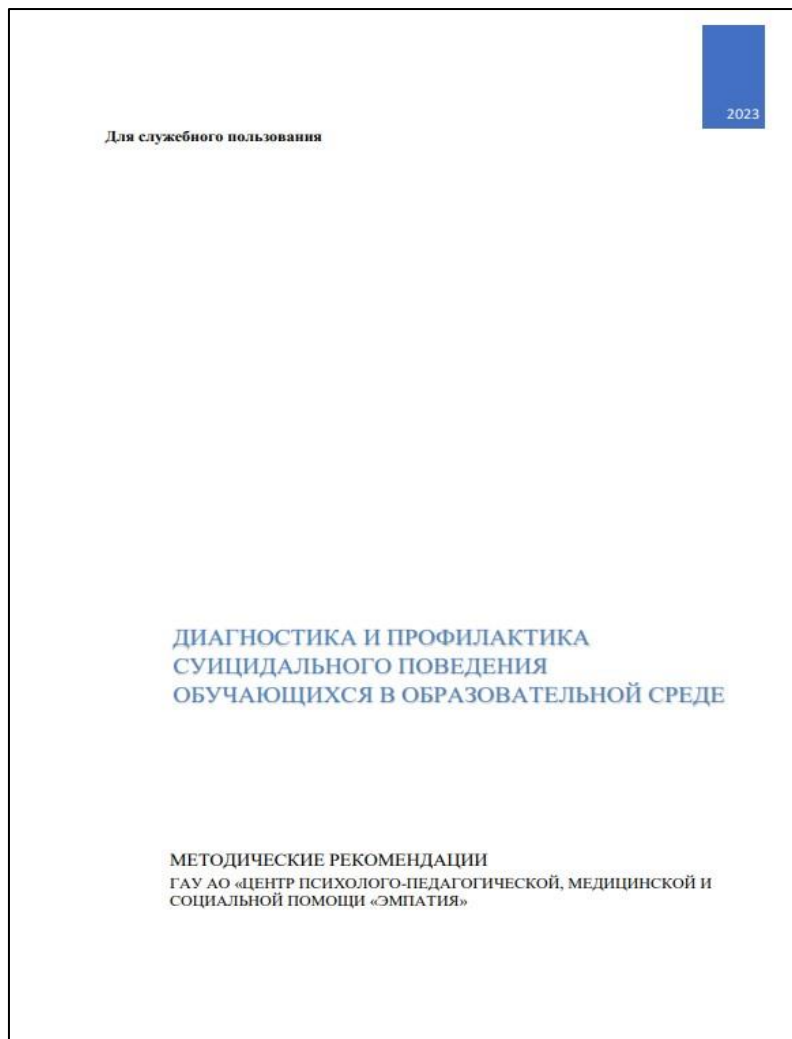 2023
Для служебного пользования
ДИАГНОСТИКА И ПРОФИЛАКТИКА
СУИЦИДАЛЬНОГО ПОВЕДЕНИЯ
ОБУЧАЮЩИХСЯ В ОБРАЗОВАТЕЛЬНОЙ СРЕДЕ
МЕТОДИЧЕСКИЕ РЕКОМЕНДАЦИИ
ГАУ АО «ЦЕНТР ПСИХОЛОГО-ПЕДАГОГИЧЕСКОЙ, МЕДИЦИНСКОЙ И
СОЦИАЛЬНОЙ ПОМОЩИ «ЭМПАТИЯ»